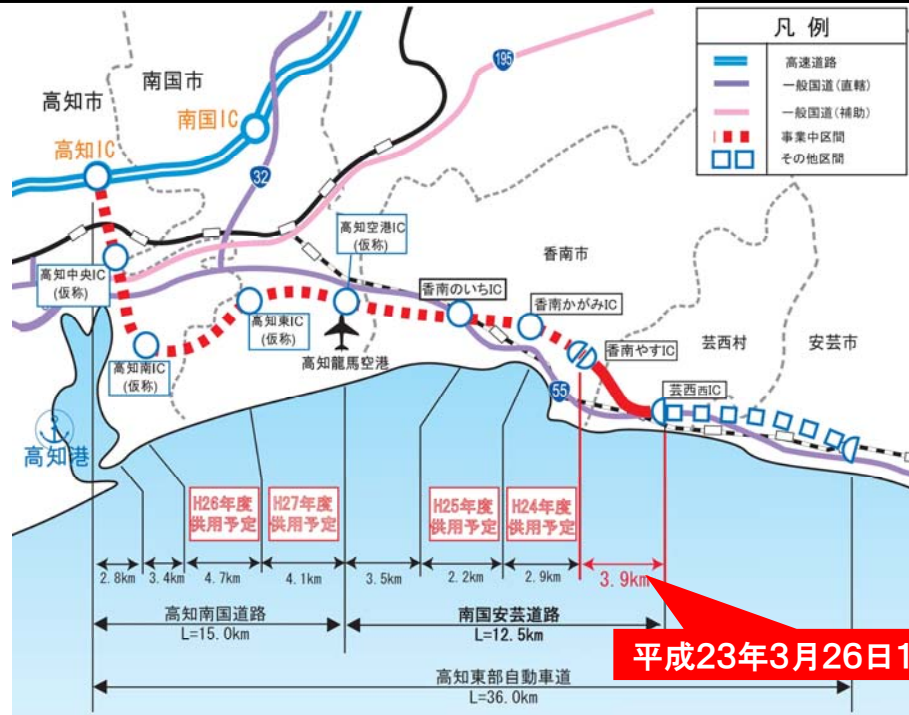 凡例
高速道路
一般国道(直轄)
一般国道(補助)
事業中区間
その他区間
195
南国市
高知市
南国IC
高知IC
32
高知空港IC
(仮称)
高知中央IC
(仮称)
香南市
香南のいちIC
香南かがみIC
高知東IC
(仮称)
高知南IC
(仮称)
高知龍馬空港
香南やすIC
芸西村
安芸市
55
芸西西IC
高知港
H26年度
供用予定
H27年度
供用予定
H25年度
供用予定
H24年度
供用予定
2.8km
3.4km
4.7km
4.1km
3.5km
2.2km
2.9km
3.9km
高知南国道路
L=15.0km
南国安芸道路
L=12.5km
平成23年3月26日1
高知東部自動車道
L=36.0km